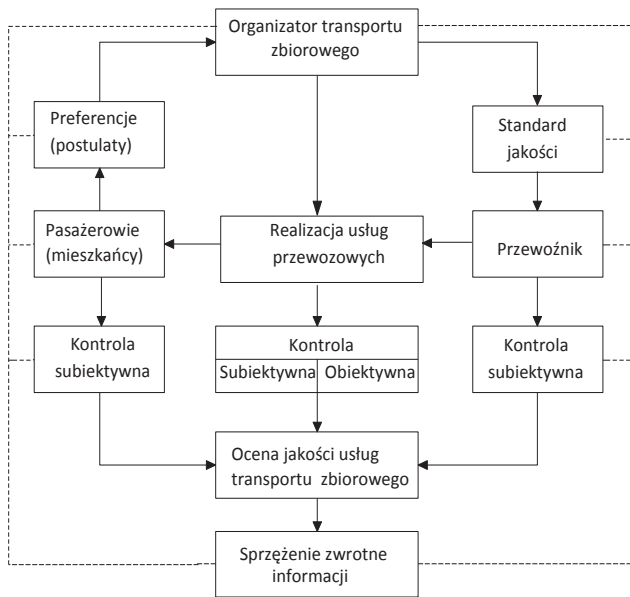 Organizator transportu
zbiorowego
Preferencje
(postulaty)
Standard
jakości
Pasażerowie
(mieszkańcy)
Realizacja usług
przewozowych
Przewoźnik
Kontrola
subiektywna
Kontrola
Subiektywna Obiektywna
Kontrola
subiektywna
Ocena jakości usług
transportu zbiorowego
Sprzężenie zwrotne
informacji